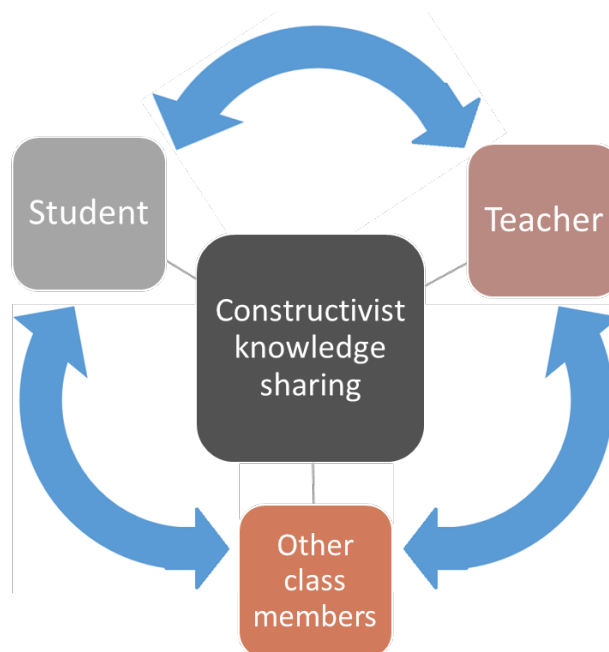 Student
Teacher
Constructivist
knowledge
sharing
Other
class
members